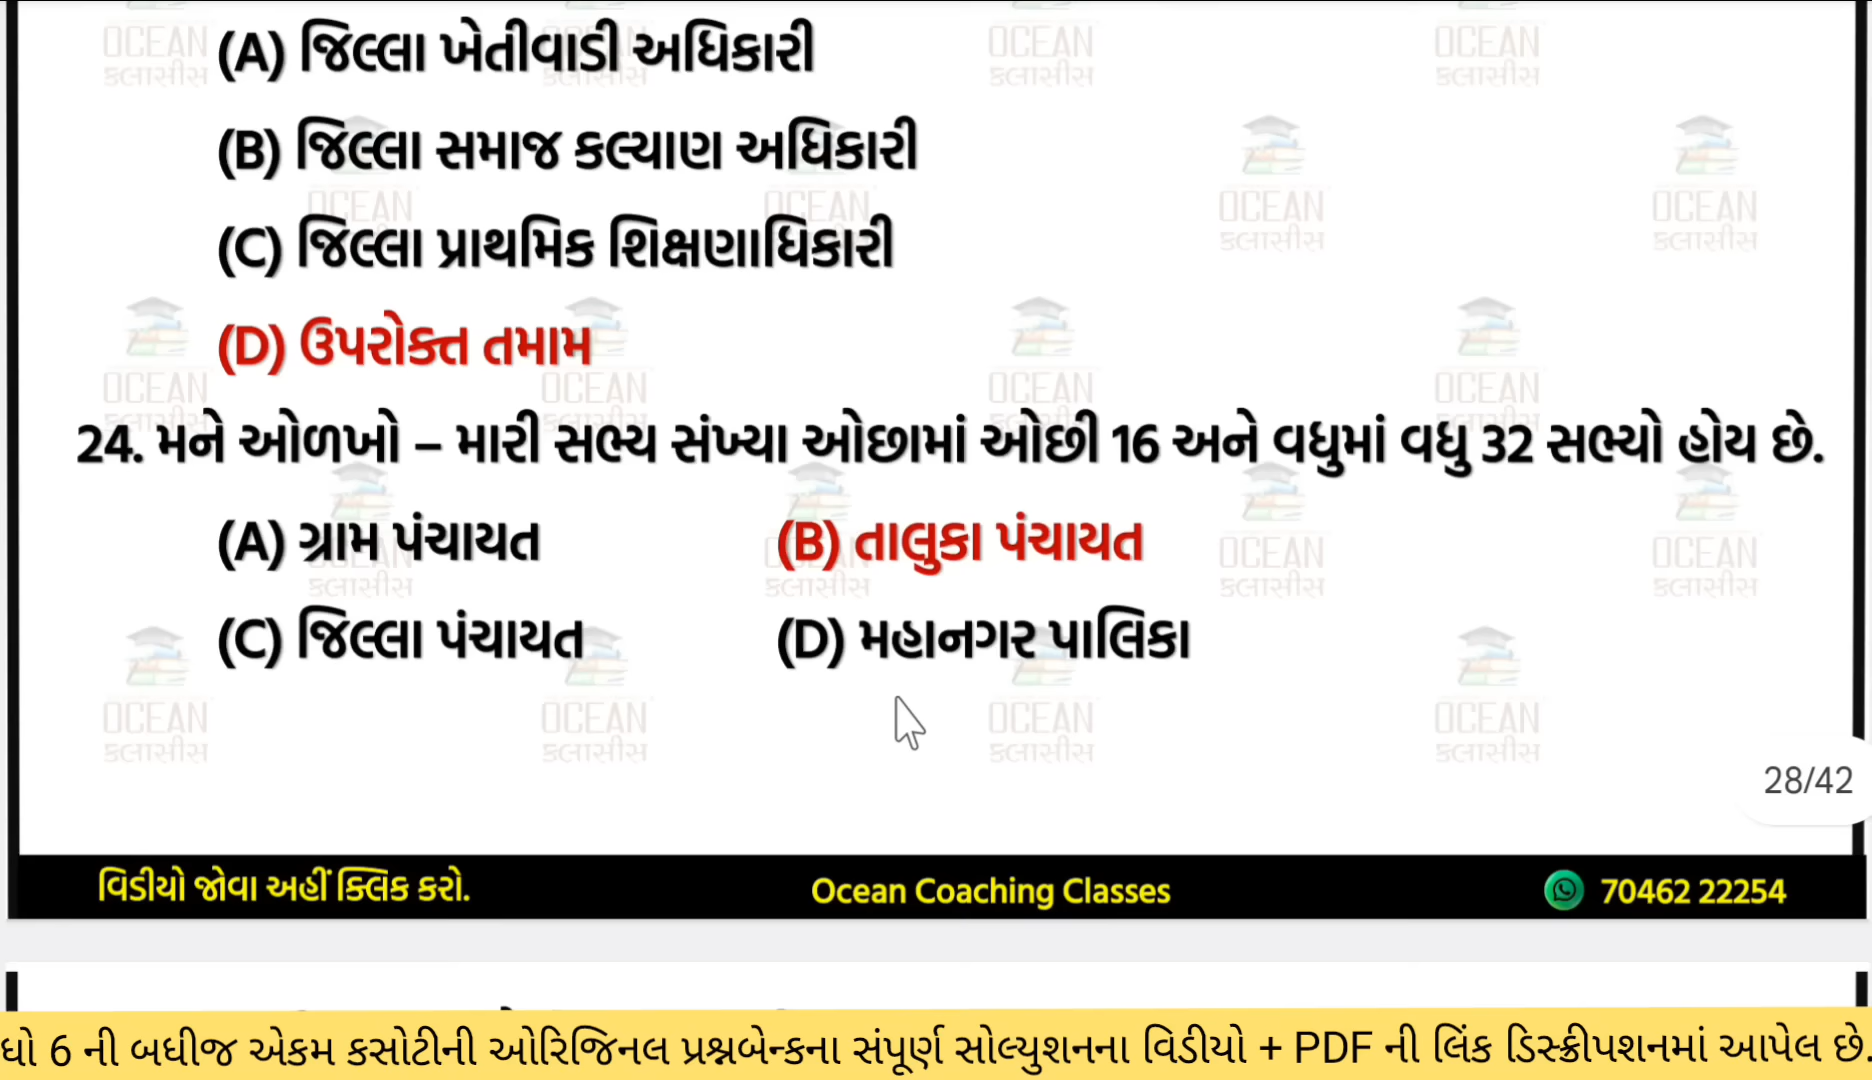 (A) જિલ્લા ખેતીવાડી અધિકારી
(B) જિલ્લા સમાજ કલ્યાણ અધિકારી
(C) જિલ્લા પ્રાથમિક શિક્ષણાધિકારી
(D) ઉપરોક્ત તમામ
24. મને ઓળખો – મારી સભ્ય સંખ્યા ઓછામાં ઓછી 16 અને વધુમાં વધુ 32 સભ્યો હોય છે.
(A) ગ્રામ પંચાયત (B) તાલુકા પંચાયત
(C) જિલ્લા પંચાયત (D) મહાનગર પાલિકા
OCEAN
ક્લાસીસ
28/42
વિડીયો જોવા અહીં ક્લિક કરો. Ocean Coaching Classes 70462 22254
ધો 6 ની બધીજ એકમ કસોટીની ઓરિજિનલ પ્રશ્નબેન્કના સંપૂર્ણ સોલ્યુશનના વિડીયો + PDF ની લિંક ડિસ્ક્રીપશનમાં આપેલ છે.